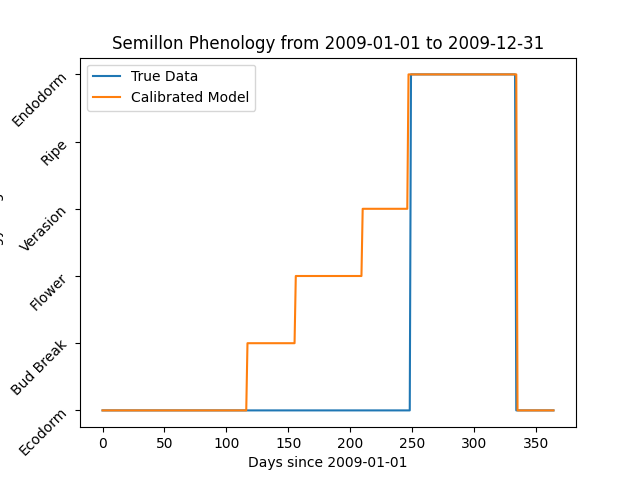 Semillon Phenology from 2009-01-01 to 2009-12-31
True Data
Calibrated Model
Endodorm
Ripe
Verasion
Flower
Bud Break
Ecodorm
0 50 100 150 200 250 300 350
Days since 2009-01-01